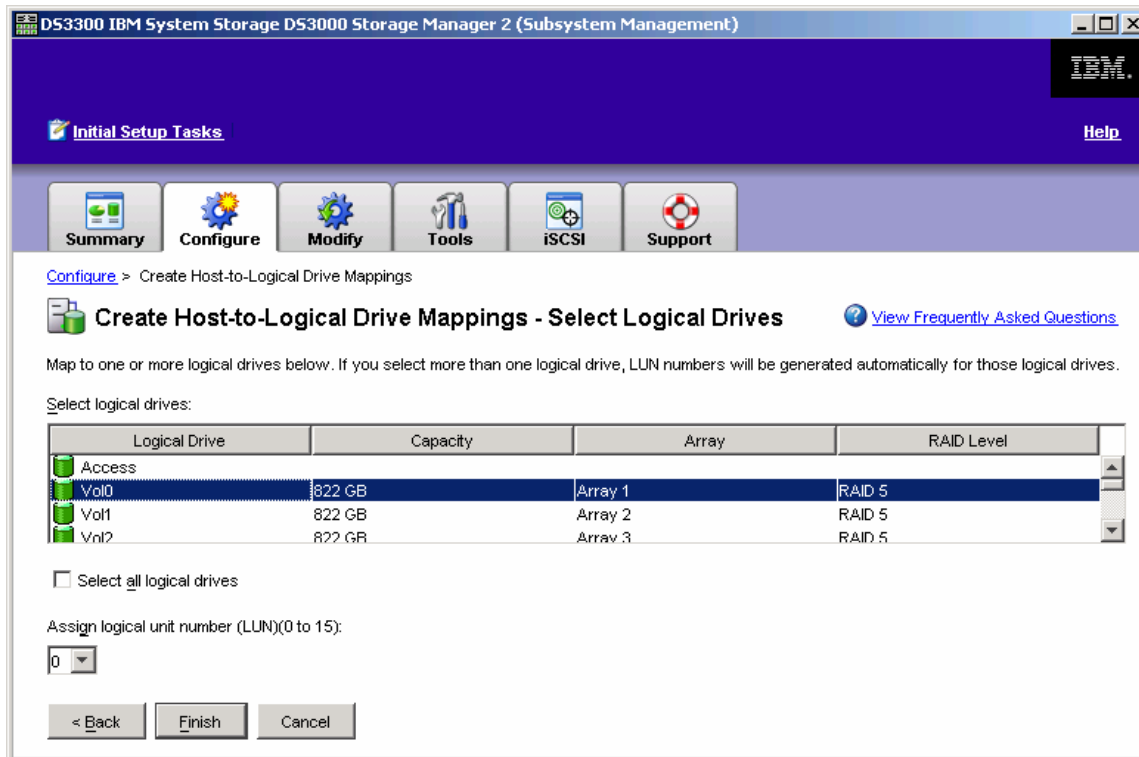 DS3300 IBM System Storage DS3000 Storage Manager 2 (Subsystem Management)
IBM.
Initial Setup Tasks
Help
Summary Configure Modify Tools iSCSI Support
Configure > Create Host-to-Logical Drive Mappings
Create Host-to-Logical Drive Mappings - Select Logical Drives
View Frequently Asked Questions
Map to one or more logical drives below. If you select more than one logical drive, LUN numbers will be generated automatically for those logical drives.
Select logical drives:
Logical Drive Capacity Array RAID Level
Access
Vol0 822 GB Array 1 RAID 5
Vol1 822 GB Array 2 RAID 5
Vol2 822 GB Array 3 RAID 5
Select all logical drives
Assign logical unit number (LUN)(0 to 15):
0
< Back Finish Cancel